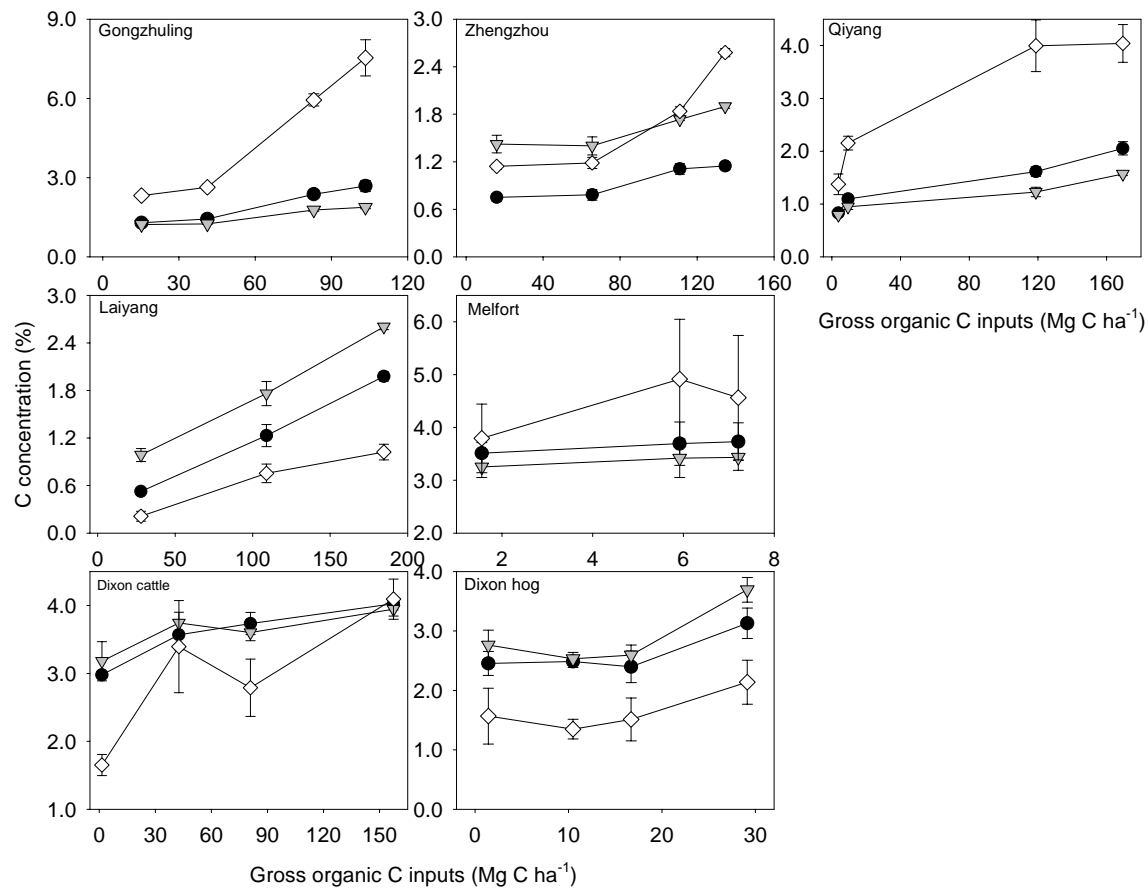 Gongzhuling
9.0
6.0
3.0
0.0
0 30 60 90 120
Zhengzhou
3.0
2.4
1.8
1.2
0.6
0.0
0 20 40 60 80 100 120 140 160
Qiyang
4.0
3.0
2.0
1.0
0.0
0 40 80 120 160
Gross organic C inputs (Mg C ha⁻¹)
C concentration (%)
Laiyang
3.0
2.4
1.8
1.2
0.6
0.0
0 50 100 150 200
Melfort
6.0
5.0
4.0
3.0
2.0
2 4 6 8
Dixon cattle
4.0
3.0
2.0
1.0
0 30 60 90 120 150
Dixon hog
4.0
3.0
2.0
1.0
0.0
0 10 20 30
Gross organic C inputs (Mg C ha⁻¹)